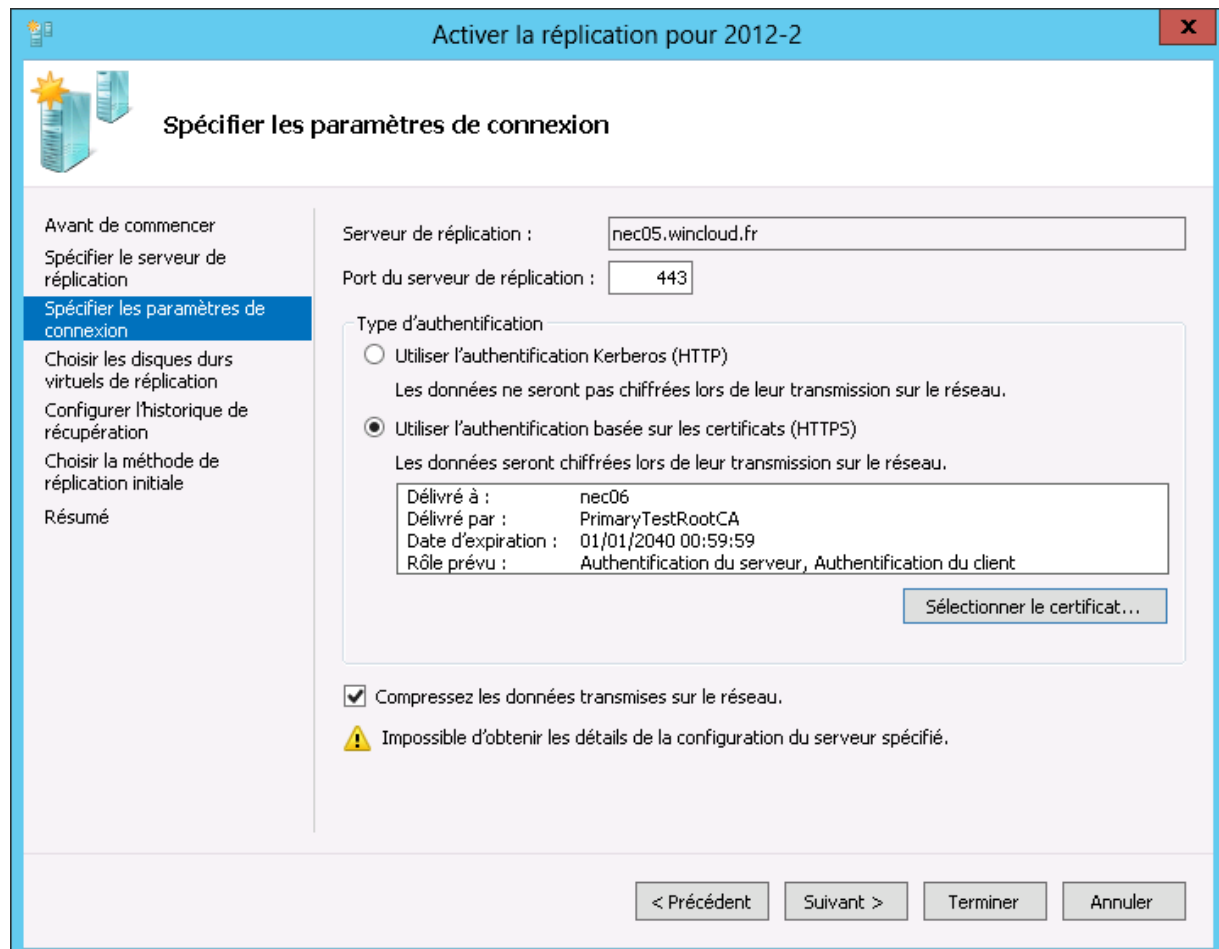 Activer la réplication pour 2012-2
x
Spécifier les paramètres de connexion
Avant de commencer
Spécifier le serveur de
réplication
Spécifier les paramètres de
connexion
Choisir les disques durs
virtuels de réplication
Configurer l'historique de
récupération
Choisir la méthode de
réplication initiale
Résumé
Serveur de réplication : nec05.wincloud.fr
Port du serveur de réplication : 443
Type d'authentification
Utiliser l'authentification Kerberos (HTTP)
Les données ne seront pas chiffrées lors de leur transmission sur le réseau.
Utiliser l'authentification basée sur les certificats (HTTPS)
Les données seront chiffrées lors de leur transmission sur le réseau.
Délivré à : nec06
Délivré par : PrimaryTestRootCA
Date d'expiration : 01/01/2040 00:59:59
Rôle prévu : Authentification du serveur, Authentification du client
Sélectionner le certificat...
Compressez les données transmises sur le réseau.
Impossible d'obtenir les détails de la configuration du serveur spécifié.
< Précédent Suivant > Terminer Annuler